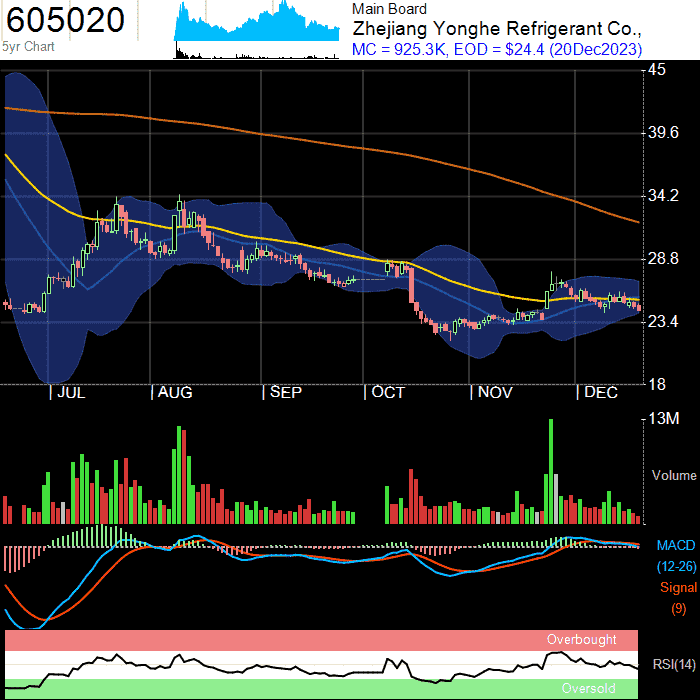 605020
5yr Chart
Main Board
Zhejiang Yonghe Refrigerant Co.,
MC = 925.3K, EOD = $24.4 (20Dec2023)
45
39.6
34.2
28.8
23.4
18
JUL
AUG
SEP
OCT
NOV
DEC
13M
Volume
MACD
(12-26)
Signal
(9)
Overbought
RSI(14)
Oversold